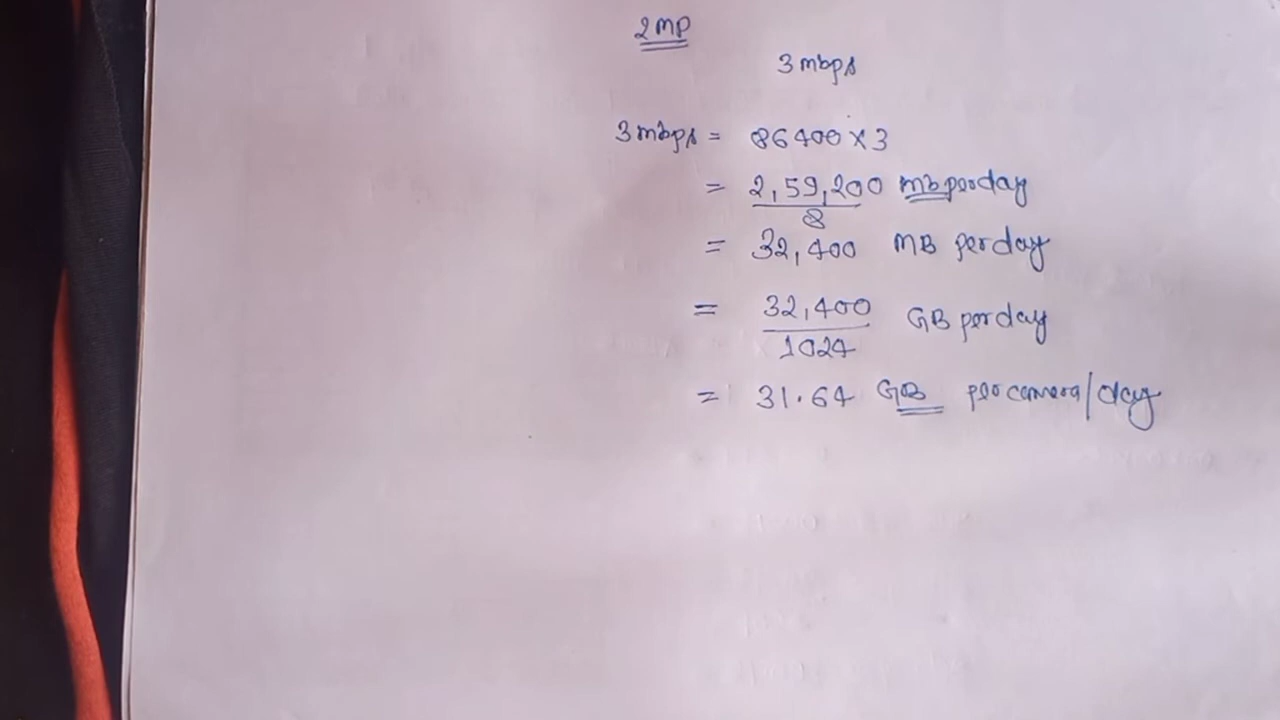 2MP
3 mbps
3 mbps = 86400 × 3
= 2,59,200 mb per day
8
= 32,400 MB per day
= 32,400 GB per day
1024
= 31.64 GB per camera/day